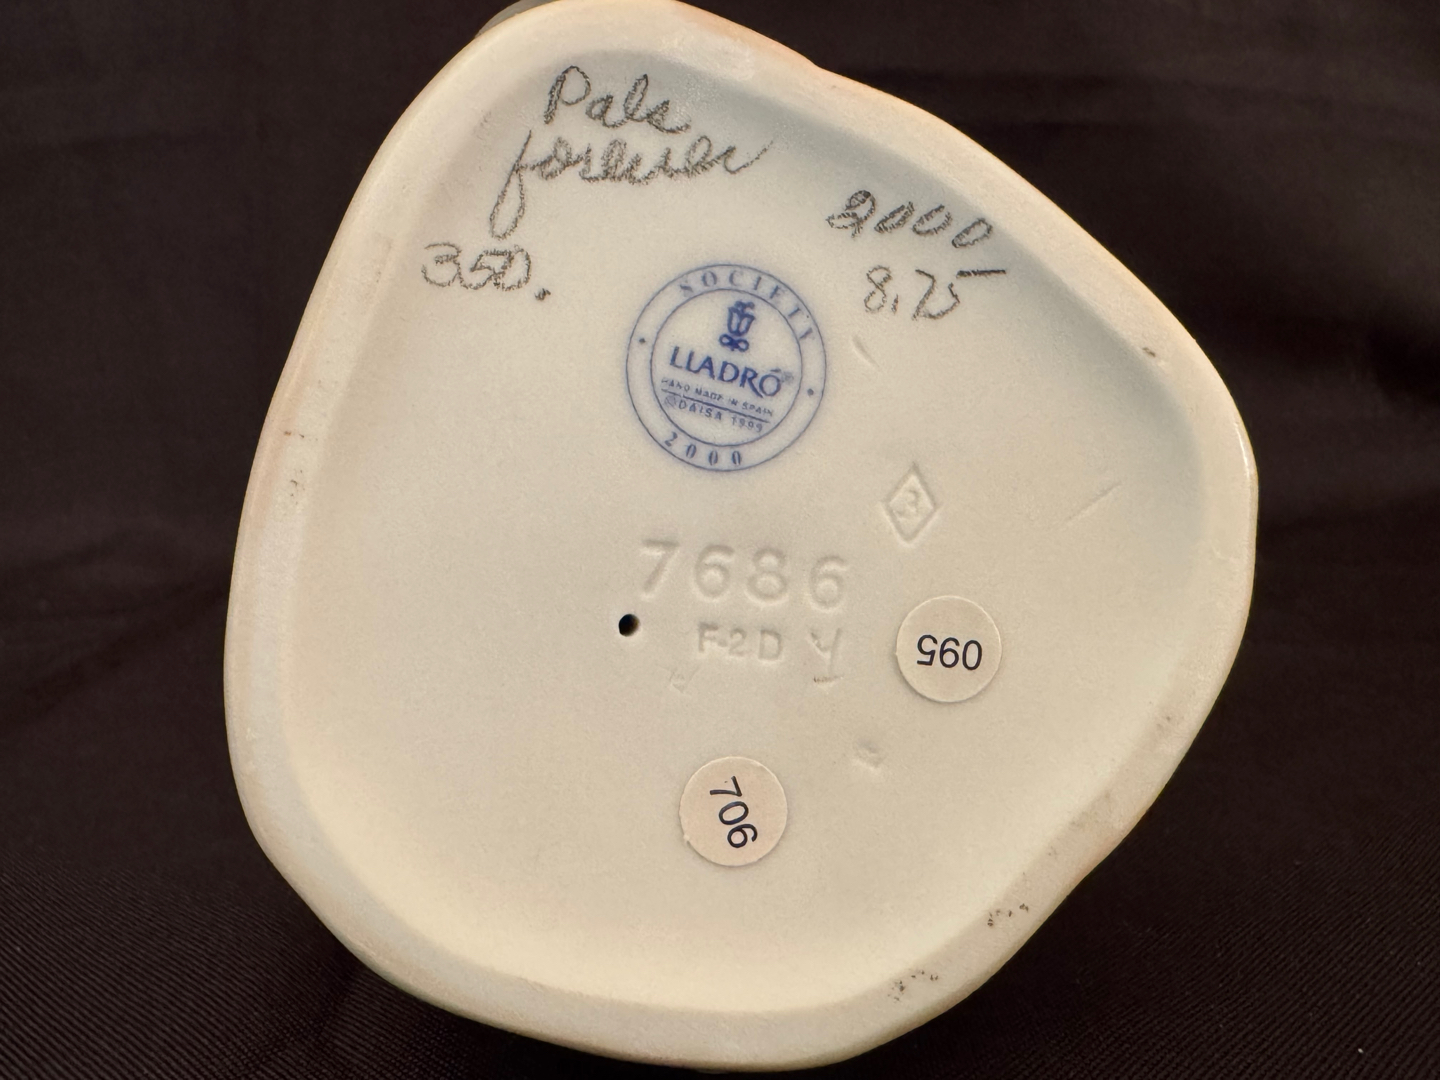 Pals
forever
2000
350.
8.75
SOCIETY
LLADRÓ
HAND MADE IN SPAIN
©DAISA 1999
2000
3
7686
F-2 D Y
095
706